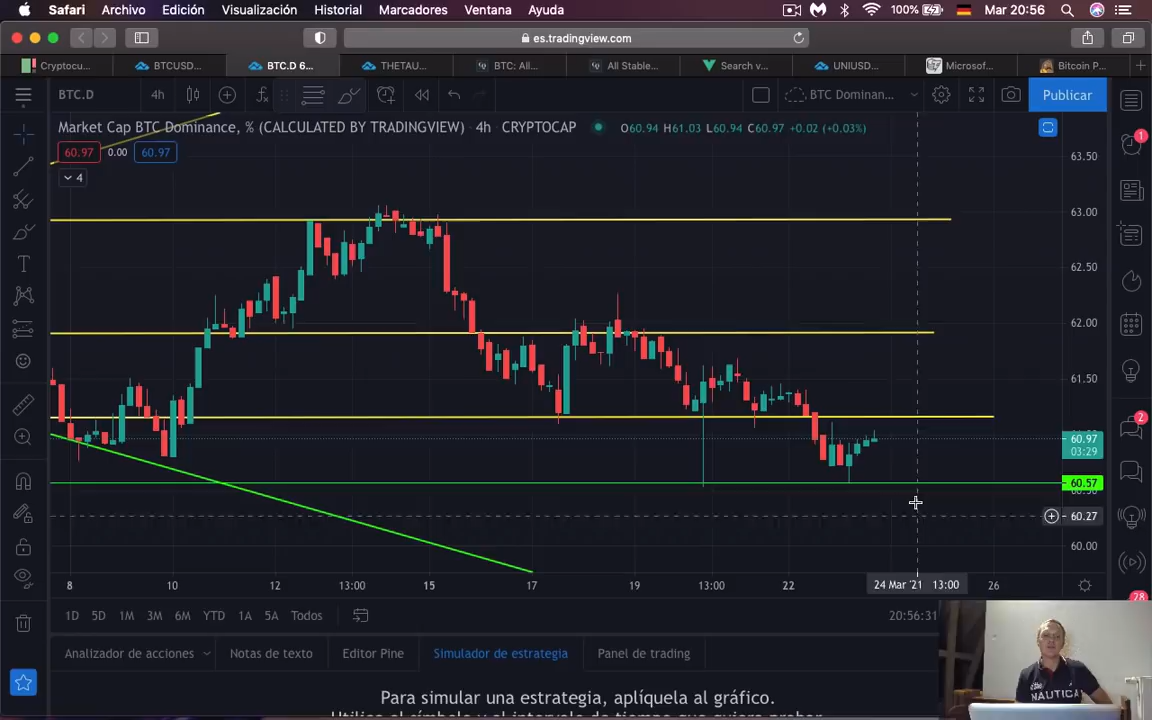 Safari Archivo Edición Visualización Historial Marcadores Ventana Ayuda 100% Mar 20:56
es.tradingview.com
Cryptocu... BTCUSD... BTC.D 6... THETAU... BTC: All... All Stable... Search v... UNIUSD... Microsof... Bitcoin P...
BTC.D 4h BTC Dominan... Publicar
Market Cap BTC Dominance, % (CALCULATED BY TRADINGVIEW) 4h CRYPTOCAP O60.94 H61.03 L60.94 C60.97 +0.02 (+0.03%)
60.97 0.00 60.97
4
1
63.50
63.00
62.50
62.00
61.50
2
60.97
03:29
60.57
60.27
60.00
8 10 12 13:00 15 17 19 13:00 22 24 Mar '21 13:00 26
28
1D 5D 1M 3M 6M YTD 1A 5A Todos 20:56:31
Analizador de acciones Notas de texto Editor Pine Simulador de estrategia Panel de trading
Para simular una estrategia, aplíquela al gráfico.
NAUTICA